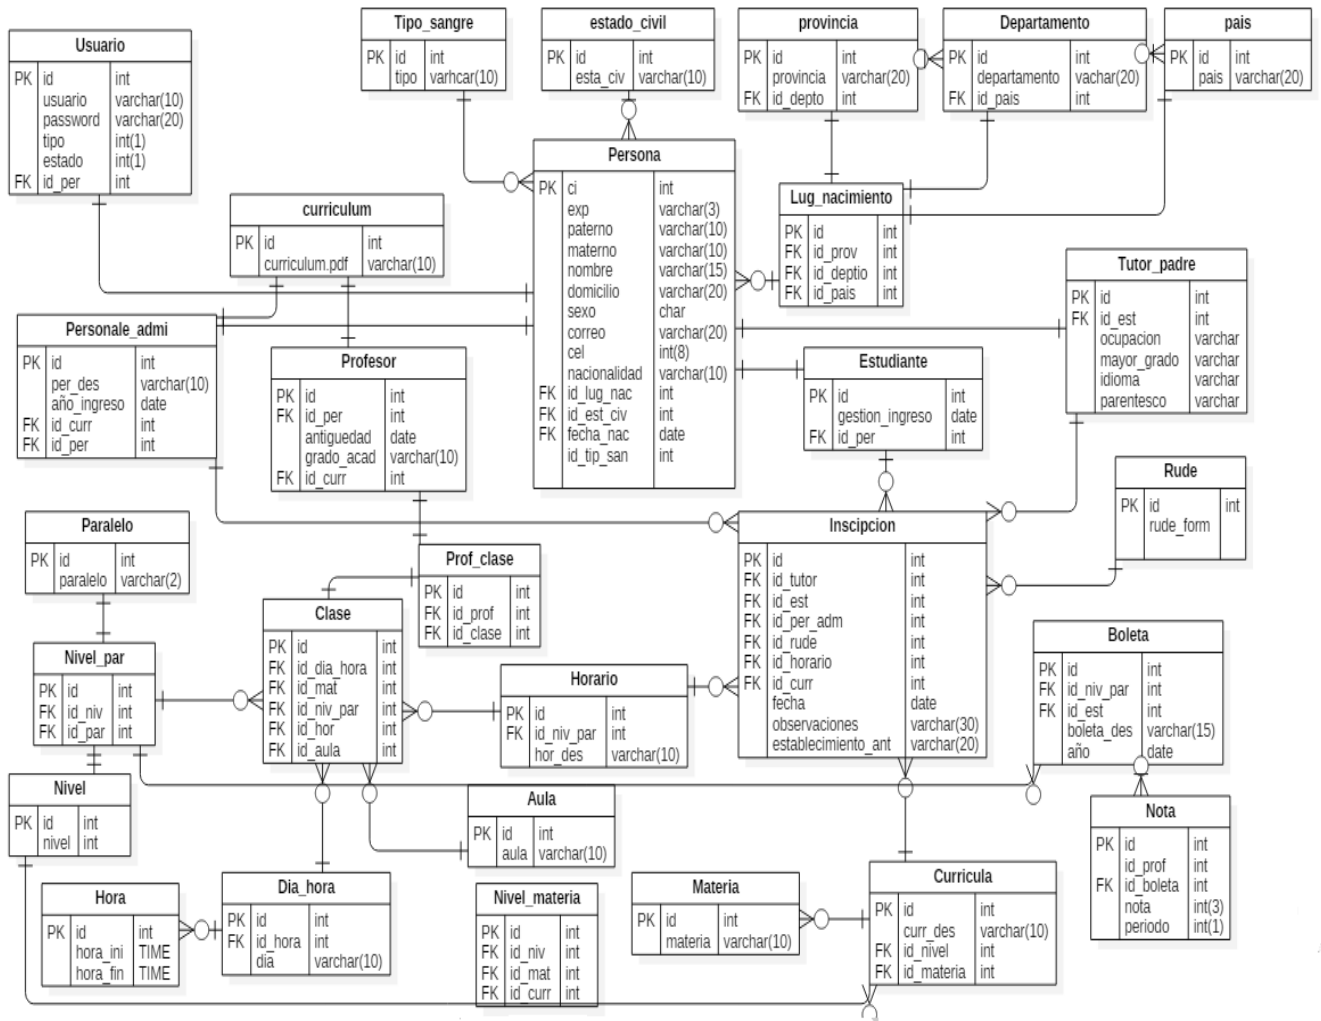 Usuario
PK id int
usuario varchar(10)
password varchar(20)
tipo int(1)
estado int(1)
FK id_per int
Tipo_sangre
PK id int
tipo varhcar(10)
estado_civil
PK id int
esta_civ varchar(10)
provincia
PK id int
provincia varchar(20)
FK id_depto int
Departamento
PK id int
departamento vachar(20)
FK id_pais int
pais
PK id int
pais varchar(20)
curriculum
PK id int
curriculum.pdf varchar(10)
Persona
PK ci int
exp varchar(3)
paterno varchar(10)
materno varchar(10)
nombre varchar(15)
domicilio varchar(20)
sexo char
correo varchar(20)
cel int(8)
nacionalidad varchar(10)
FK id_lug_nac int
FK id_est_civ int
FK fecha_nac date
id_tip_san int
Lug_nacimiento
PK id int
FK id_prov int
FK id_deptio int
FK id_pais int
Tutor_padre
PK id int
FK id_est int
ocupacion varchar
mayor_grado varchar
idioma varchar
parentesco varchar
Personale_admi
PK id int
per_des varchar(10)
año_ingreso date
FK id_curr int
FK id_per int
Profesor
PK id int
FK id_per int
antiguedad date
grado_acad varchar(10)
FK id_curr int
Estudiante
PK id int
gestion_ingreso date
FK id_per int
Rude
PK id int
rude_form
Paralelo
PK id int
paralelo varchar(2)
Prof_clase
PK id int
FK id_prof int
FK id_clase int
Inscipcion
PK id int
FK id_tutor int
FK id_est int
FK id_per_adm int
FK id_rude int
FK id_horario int
FK id_curr int
fecha date
observaciones varchar(30)
establecimiento_ant varchar(20)
Clase
PK id int
FK id_dia_hora int
FK id_mat int
FK id_niv_par int
FK id_hor int
FK id_aula int
Nivel_par
PK id int
FK id_niv int
FK id_par int
Horario
PK id int
FK id_niv_par int
hor_des varchar(10)
Boleta
PK id int
FK id_niv_par int
FK id_est int
boleta_des varchar(15)
año date
Nivel
PK id int
nivel int
Aula
PK id int
aula varchar(10)
Nota
PK id int
id_prof int
FK id_boleta int
nota int(3)
periodo int(1)
Hora
PK id int
hora_ini TIME
hora_fin TIME
Dia_hora
PK id int
FK id_hora int
dia varchar(10)
Nivel_materia
PK id int
FK id_niv int
FK id_mat int
FK id_curr int
Materia
PK id int
materia varchar(10)
Curricula
PK id int
curr_des varchar(10)
FK id_nivel int
FK id_materia int